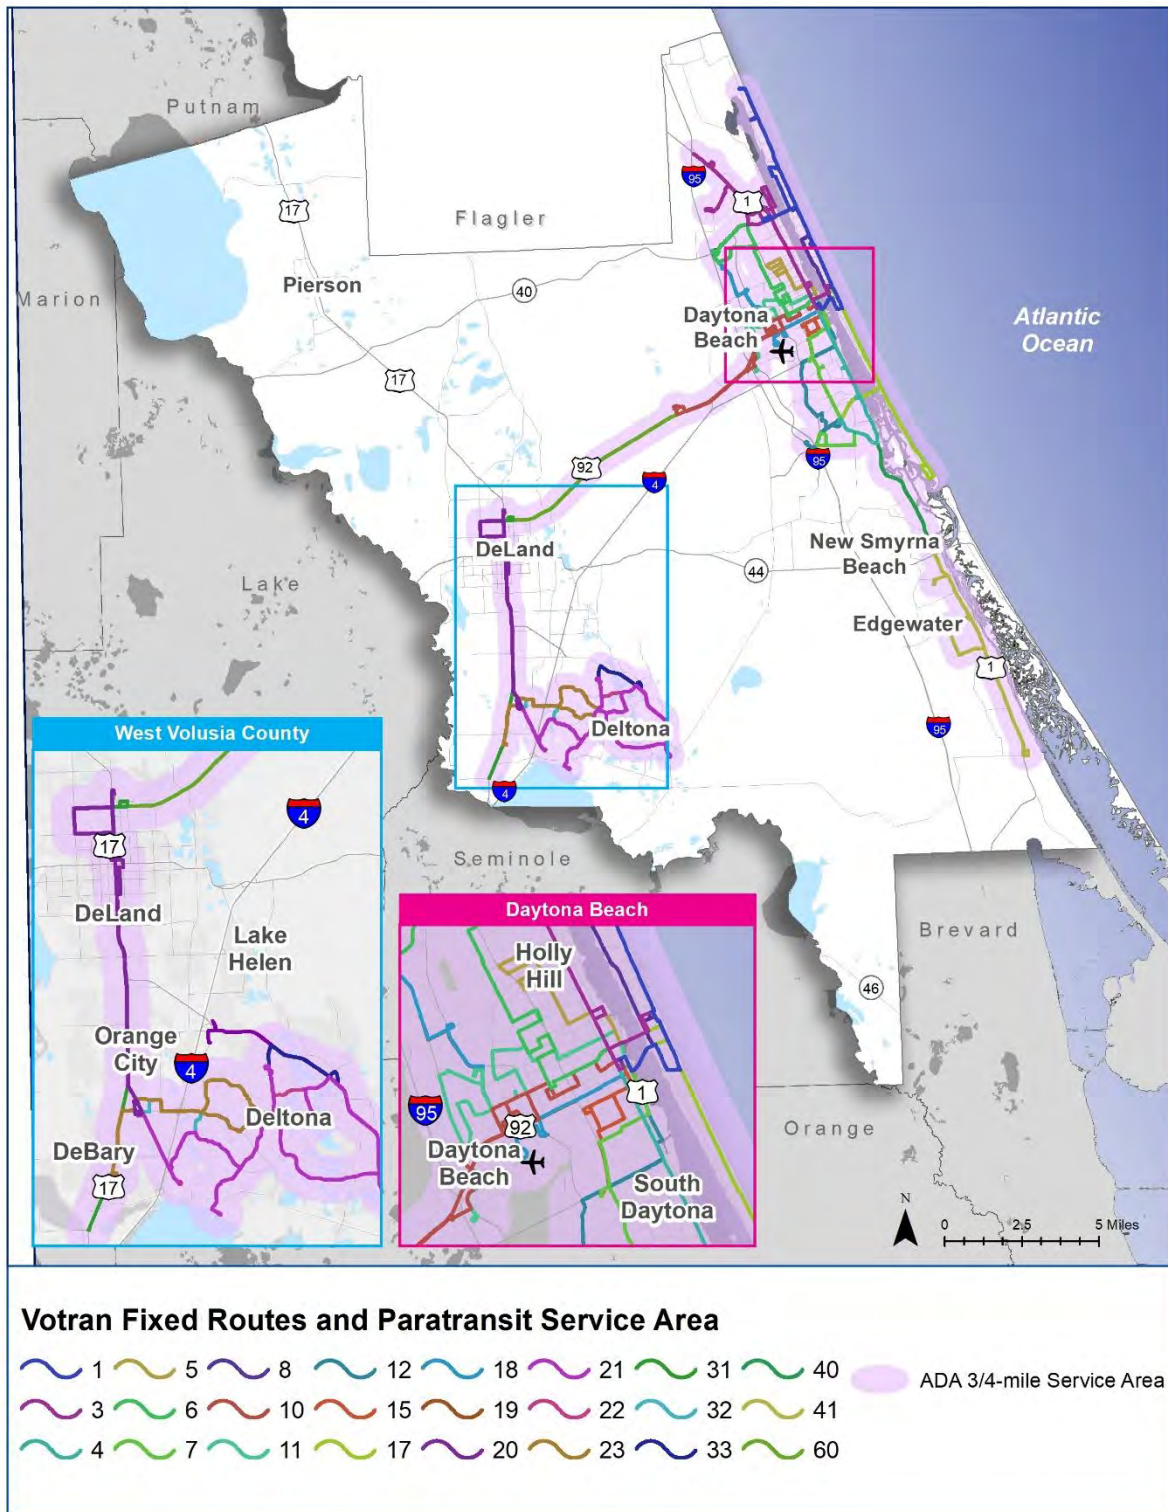 Putnam
17
95
1
Flagler
Pierson
Marion
40
Atlantic
Ocean
Daytona
Beach
17
92
95
4
DeLand
New Smyrna
Beach
44
Lake
Edgewater
1
Deltona
95
4
Seminole
Brevard
46
Orange
West Volusia County
4
17
DeLand
Lake
Helen
Orange
City
4
Deltona
DeBary
17
Daytona Beach
Holly
Hill
95
1
92
Daytona
Beach
South
Daytona
N
0 2.5 5 Miles
Votran Fixed Routes and Paratransit Service Area
1 5 8 12 18 21 31 40 ADA 3/4-mile Service Area
3 6 10 15 19 22 32 41
4 7 11 17 20 23 33 60